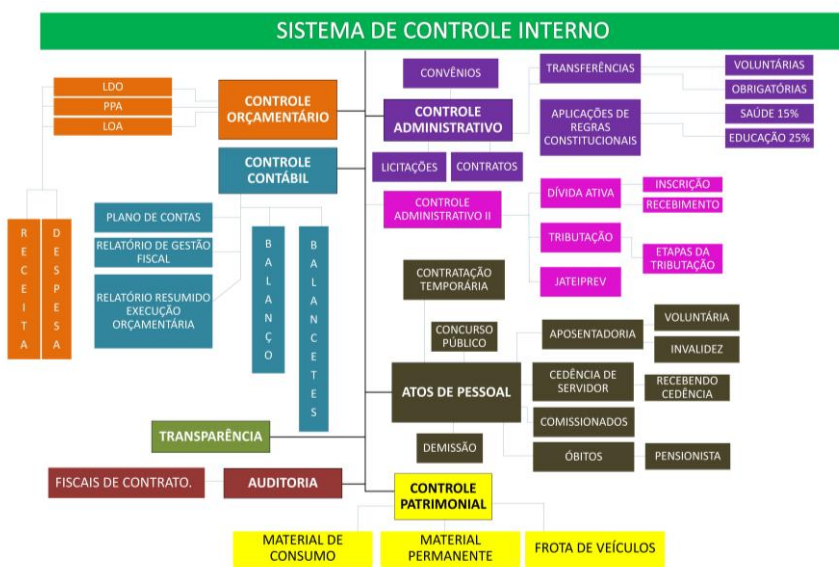 SISTEMA DE CONTROLE INTERNO
LDO
PPA
LOA
CONTROLE
ORÇAMENTÁRIO
RECEITA
DESPESA
CONTROLE
CONTÁBIL
PLANO DE CONTAS
RELATÓRIO DE GESTÃO
FISCAL
RELATÓRIO RESUMIDO
EXECUÇÃO
ORÇAMENTÁRIA
BALANÇO
BALANCETES
CONVÊNIOS
CONTROLE
ADMINISTRATIVO
LICITAÇÕES
CONTRATOS
TRANSFERÊNCIAS
VOLUNTÁRIAS
OBRIGATÓRIAS
APLICAÇÕES DE
REGRAS
CONSTITUCIONAIS
SAÚDE 15%
EDUCAÇÃO 25%
CONTROLE
ADMINISTRATIVO II
DÍVIDA ATIVA
INSCRIÇÃO
RECEBIMENTO
TRIBUTAÇÃO
ETAPAS DA
TRIBUTAÇÃO
JATEIPREV
CONTRATAÇÃO
TEMPORÁRIA
CONCURSO
PÚBLICO
ATOS DE PESSOAL
DEMISSÃO
APOSENTADORIA
VOLUNTÁRIA
INVALIDEZ
CEDÊNCIA DE
SERVIDOR
RECEBENDO
CEDÊNCIA
COMISSIONADOS
ÓBITOS
PENSIONISTA
TRANSPARÊNCIA
FISCAIS DE CONTRATO.
AUDITORIA
CONTROLE
PATRIMONIAL
MATERIAL DE
CONSUMO
MATERIAL
PERMANENTE
FROTA DE VEÍCULOS